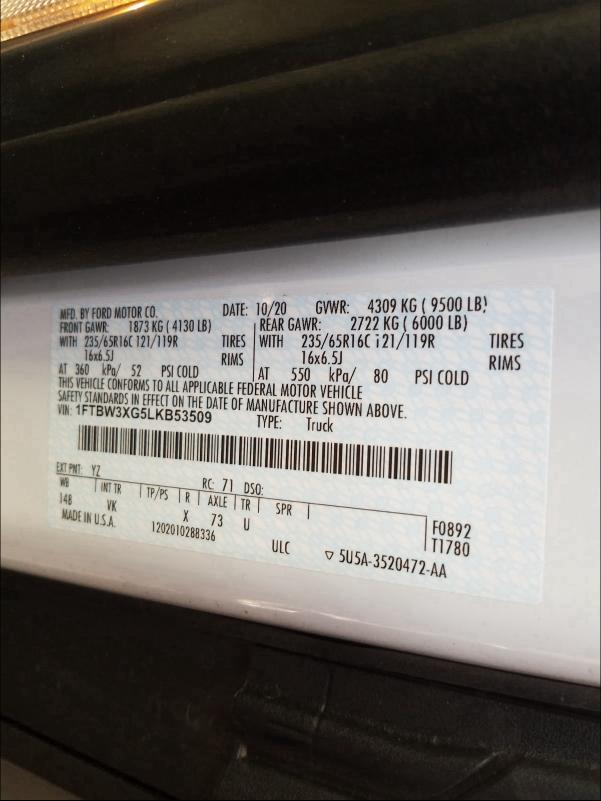 MFD. BY FORD MOTOR CO. DATE: 10/20 GVWR: 4309 KG ( 9500 LB)
FRONT GAWR: 1873 KG ( 4130 LB) REAR GAWR: 2722 KG ( 6000 LB)
WITH 235/65R16C 121/119R TIRES WITH 235/65R16C 121/119R TIRES
16x6.5J RIMS 16x6.5J RIMS
AT 360 kPa/ 52 PSI COLD AT 550 kPa/ 80 PSI COLD
THIS VEHICLE CONFORMS TO ALL APPLICABLE FEDERAL MOTOR VEHICLE
SAFETY STANDARDS IN EFFECT ON THE DATE OF MANUFACTURE SHOWN ABOVE.
VIN: 1FTBW3XG5LKB53509 TYPE: Truck
EXT PNT: YZ RC: 71 DSO:
WB INT TR TP/PS R AXLE TR SPR
148 VK X 73 U F0892
MADE IN U.S.A. T1780
1202010288336 ULC ▽ 5U5A-3520472-AA